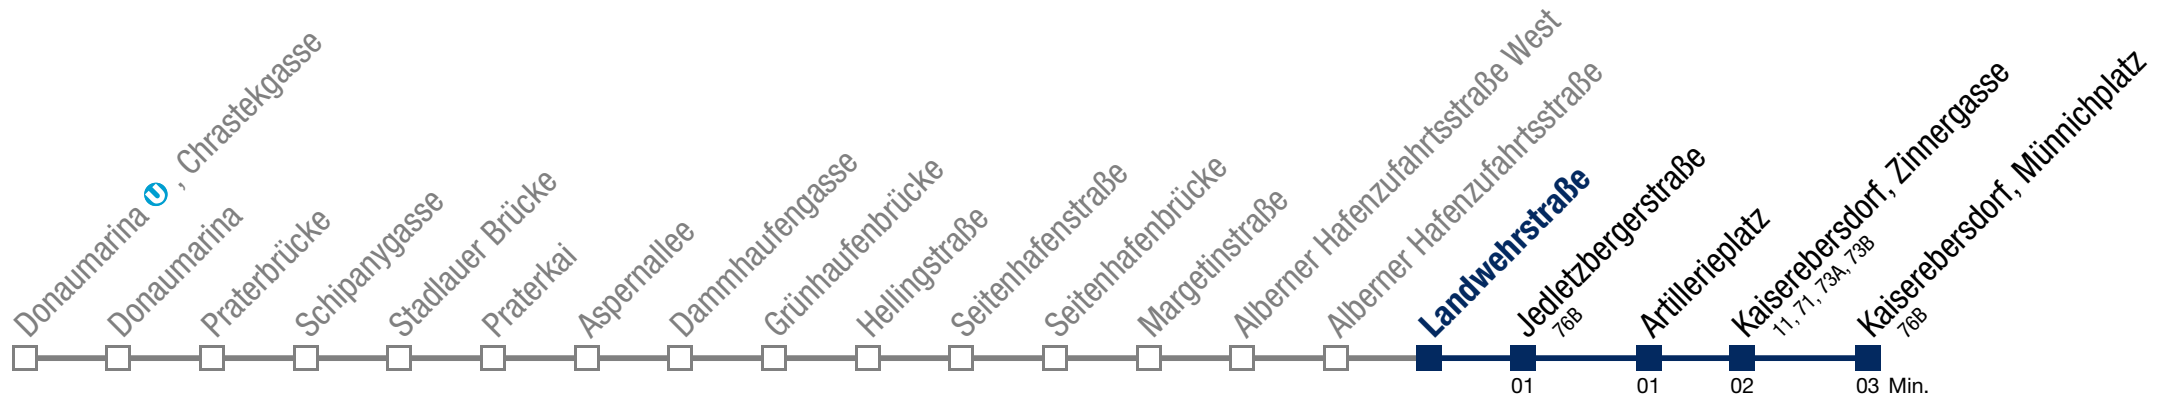 Donaumarina U, Chrastekgasse
Donaumarina
Praterbrücke
Schipanygasse
Stadlauer Brücke
Praterkai
Aspernallee
Dammhaufengasse
Grünhaufenbrücke
Hellingstraße
Seitenhafenstraße
Seitenhafenbrücke
Margetinstraße
Alberner Hafenzufahrtsstraße West
Alberner Hafenzufahrtsstraße
Landwehrstraße
Jedletzbergerstraße
76B
Artillerieplatz
Kaiserebersdorf, Zinnergasse
11, 71, 73A, 73B
Kaiserebersdorf, Münnichplatz
76B
01 01 02 03 Min.